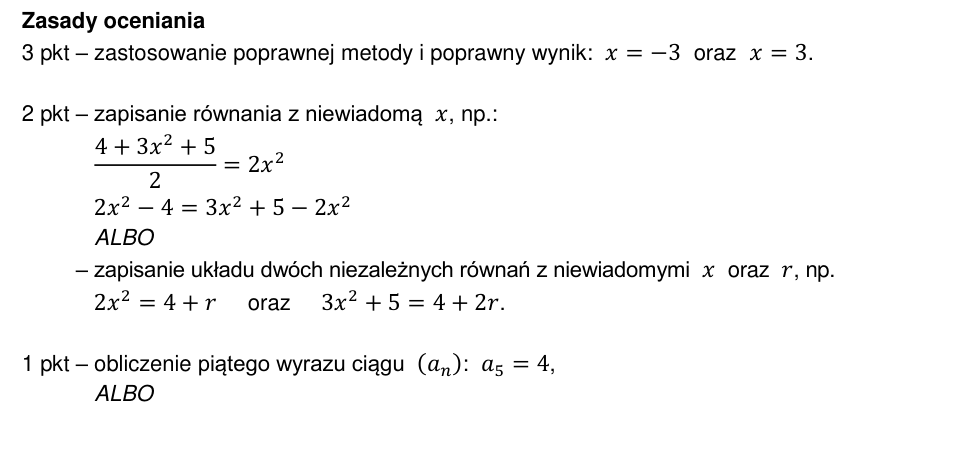 Zasady oceniania
3 pkt – zastosowanie poprawnej metody i poprawny wynik: x = −3 oraz x = 3.
2 pkt – zapisanie równania z niewiadomą x, np.:
(4 + 3x² + 5)/2 = 2x²
2x² − 4 = 3x² + 5 − 2x²
ALBO
– zapisanie układu dwóch niezależnych równań z niewiadomymi x oraz r, np.
2x² = 4 + r oraz 3x² + 5 = 4 + 2r.
1 pkt – obliczenie piątego wyrazu ciągu (aₙ): a₅ = 4,
ALBO